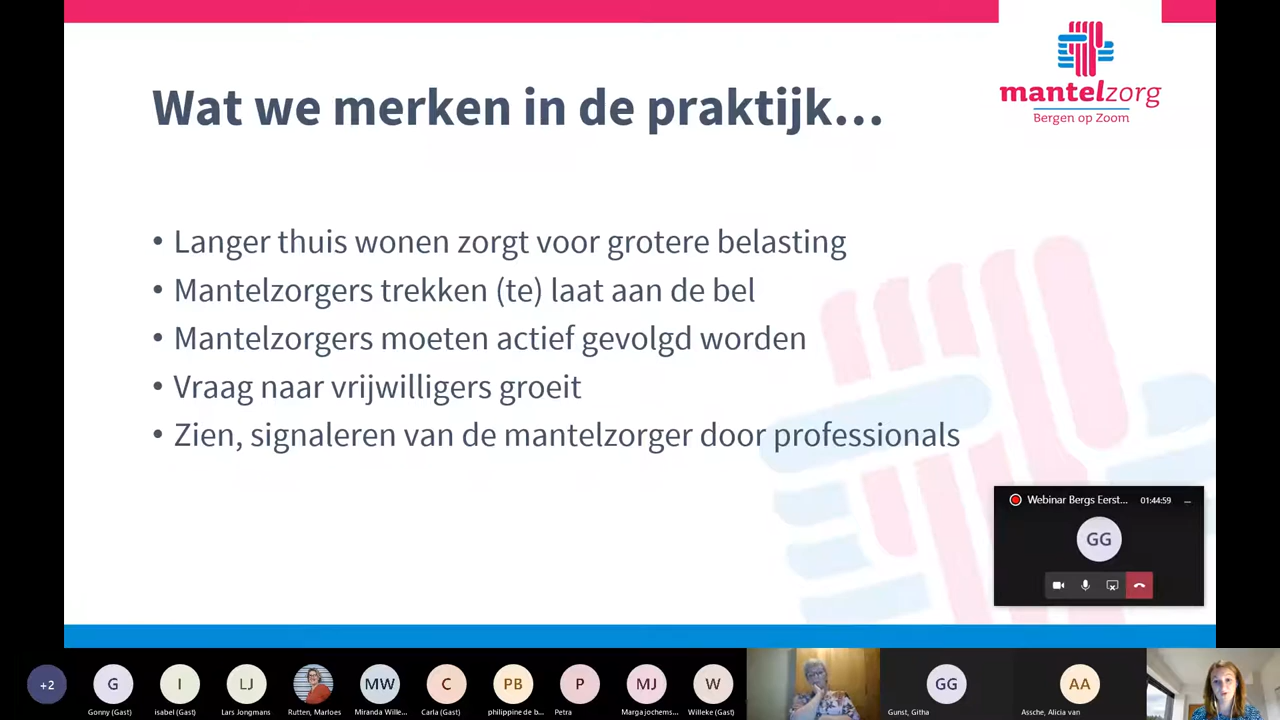 mantelzorg
Bergen op Zoom
Wat we merken in de praktijk...
• Langer thuis wonen zorgt voor grotere belasting
• Mantelzorgers trekken (te) laat aan de bel
• Mantelzorgers moeten actief gevolgd worden
• Vraag naar vrijwilligers groeit
• Zien, signaleren van de mantelzorger door professionals
Webinar Bergs Eerst... 01:44:59
GG
+2 G I LJ MW C PB P MJ W GG AA
Gonny (Gast) isabel (Gast) Lars Jongmans Rutten, Marloes Miranda Wille... Carla (Gast) philippine de b... Petra Marga jochems... Willeke (Gast) Gunst, Githa Assche, Alicia van